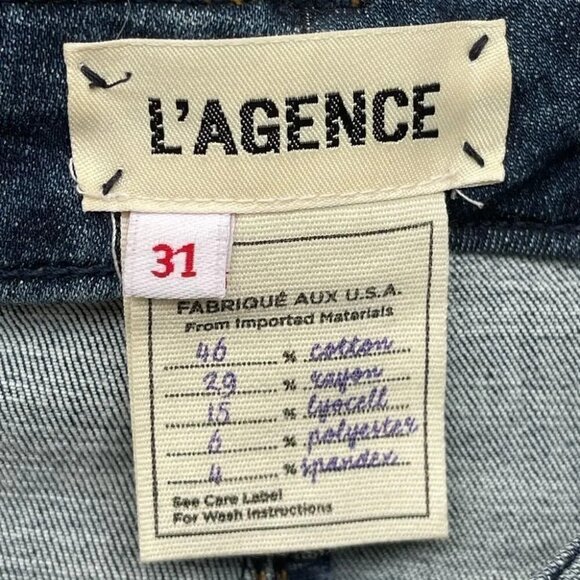 L'AGENCE
31
FABRIQUÉ AUX U.S.A.
From Imported Materials
46 % cotton
29 % rayon
15 % lyocell
6 % polyester
4 % spandex
See Care Label
For Wash Instructions